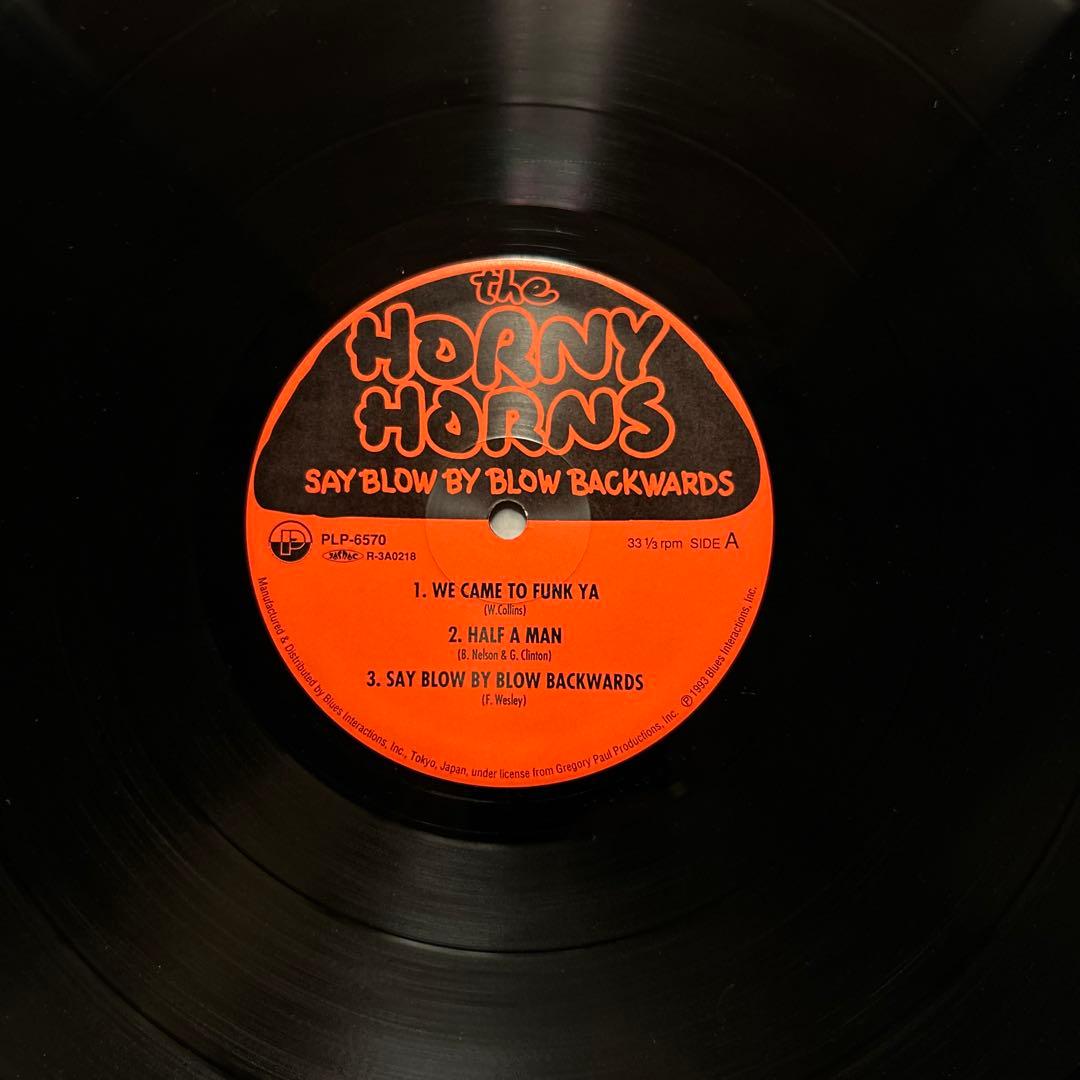 the
HORNY
HORNS
SAY BLOW BY BLOW BACKWARDS
P
PLP-6570
R-3A0218
33 1/3 rpm SIDE A
1. WE CAME TO FUNK YA
(W.Collins)
2. HALF A MAN
(B. Nelson & G. Clinton)
3. SAY BLOW BY BLOW BACKWARDS
(F. Wesley)
Manufactured & Distributed by Blues Interactions, Inc., Tokyo, Japan, under license from Gregory Paul Productions, Inc. ℗1993 Blues Interactions, Inc.